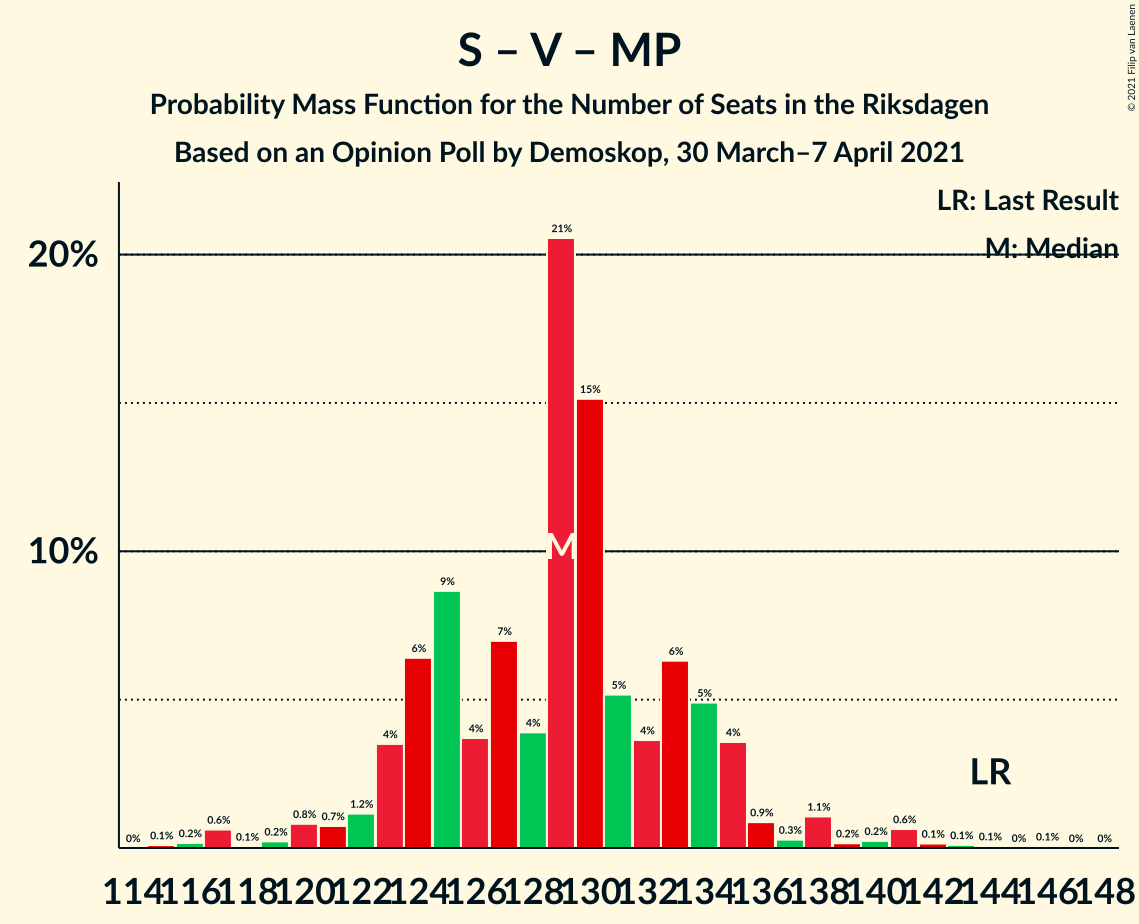 S – V – MP
Probability Mass Function for the Number of Seats in the Riksdagen
Based on an Opinion Poll by Demoskop, 30 March–7 April 2021
© 2021 Filip van Laenen
LR: Last Result
M: Median
20%
10%
0% 0.1% 0.2% 0.6% 0.1% 0.2% 0.8% 0.7% 1.2% 4% 6% 9% 4% 7% 4% 21% 15% 5% 4% 6% 5% 4% 0.9% 0.3% 1.1% 0.2% 0.2% 0.6% 0.1% 0.1% 0.1% 0% 0.1% 0% 0%
M
LR
114 116 118 120 122 124 126 128 130 132 134 136 138 140 142 144 146 148